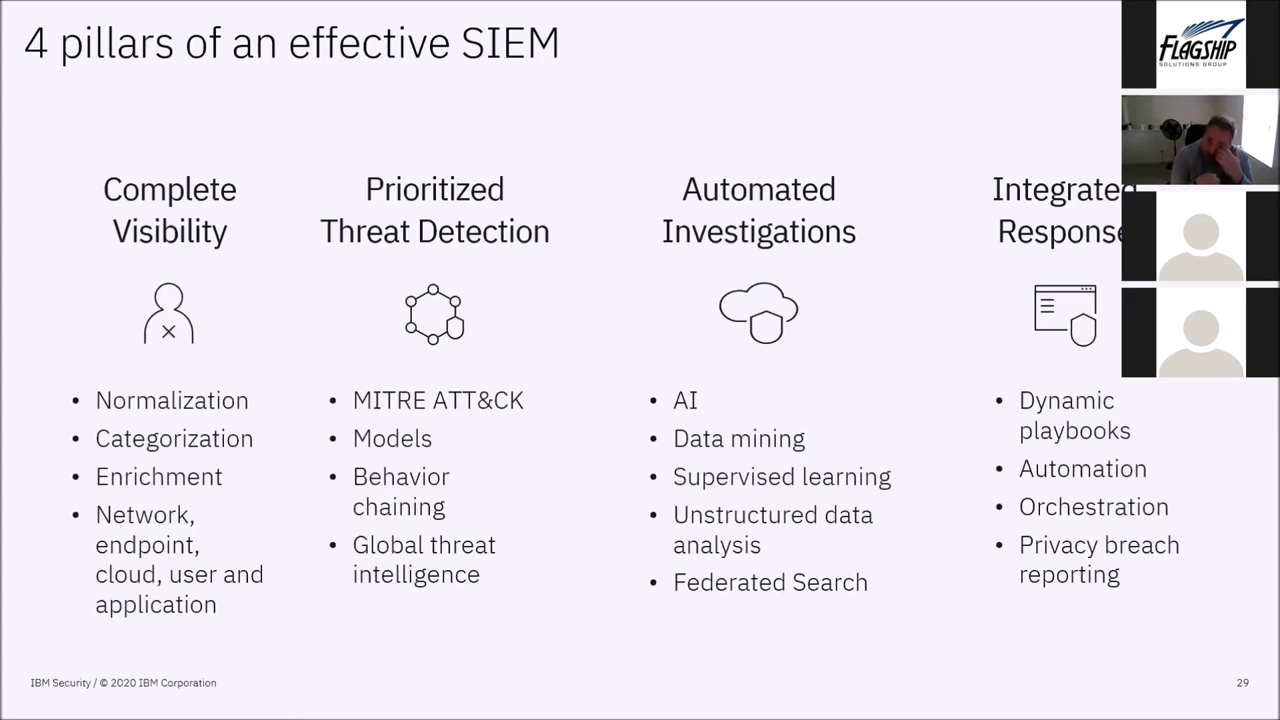 4 pillars of an effective SIEM
FLAGSHIP
SOLUTIONS GROUP
Complete
Visibility
• Normalization
• Categorization
• Enrichment
• Network,
endpoint,
cloud, user and
application
Prioritized
Threat Detection
• MITRE ATT&CK
• Models
• Behavior
chaining
• Global threat
intelligence
Automated
Investigations
• AI
• Data mining
• Supervised learning
• Unstructured data
analysis
• Federated Search
Integrated
Response
• Dynamic
playbooks
• Automation
• Orchestration
• Privacy breach
reporting
IBM Security / © 2020 IBM Corporation
29